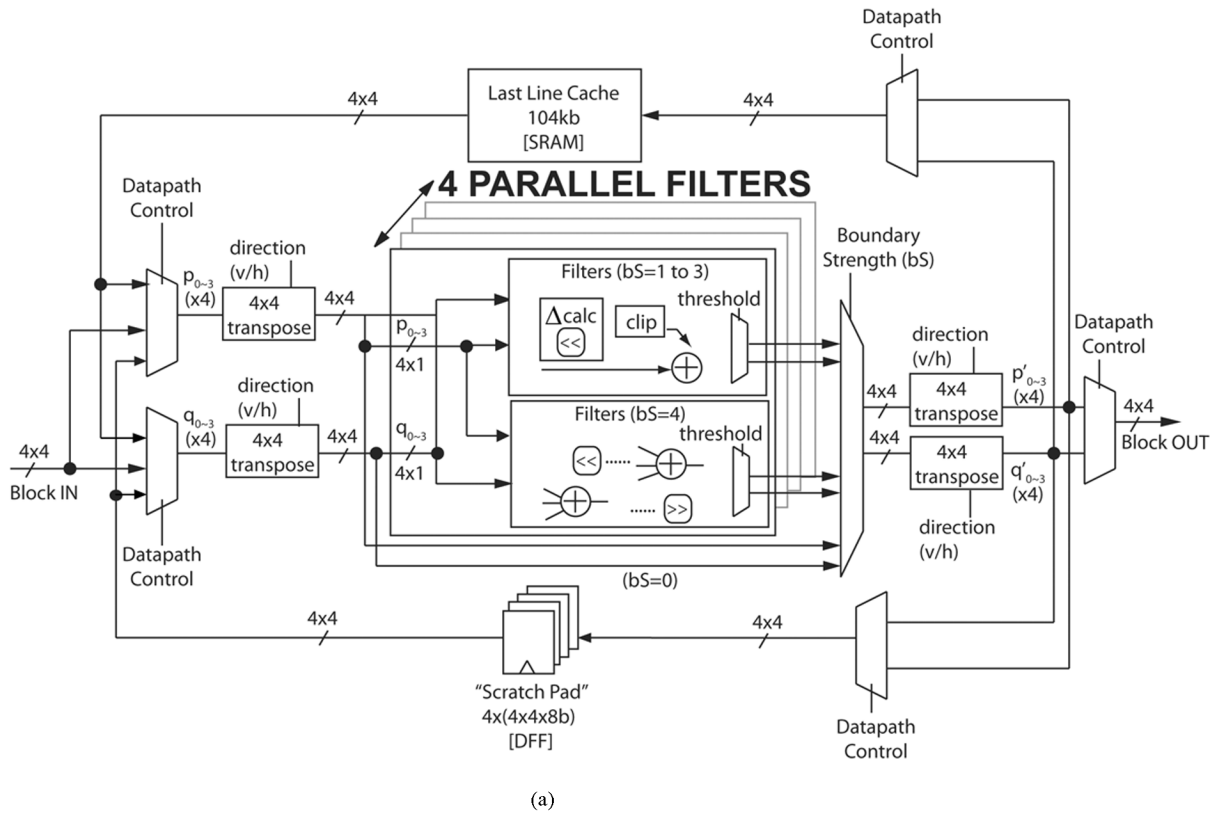 Datapath
Control
Last Line Cache
104kb
[SRAM]
4x4
4x4
4 PARALLEL FILTERS
Datapath
Control
direction
(v/h)
p0~3
(x4)
4x4
transpose
4x4
Boundary
Strength (bS)
Filters (bS=1 to 3)
threshold
Δcalc
<<
clip
p0~3
4x1
direction
(v/h)
4x4
transpose
p'0~3
(x4)
Datapath
Control
direction
(v/h)
q0~3
(x4)
4x4
transpose
4x4
q0~3
4x1
Filters (bS=4)
threshold
<< ......
...... >>
4x4
4x4
4x4
transpose
q'0~3
(x4)
direction
(v/h)
4x4
Block OUT
4x4
Block IN
Datapath
Control
(bS=0)
4x4
4x4
"Scratch Pad"
4x(4x4x8b)
[DFF]
Datapath
Control
(a)